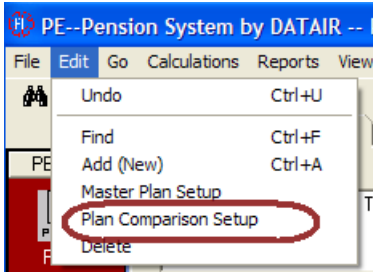 PE--Pension System by DATAIR --
File Edit Go Calculations Reports View
Undo Ctrl+U
Find Ctrl+F
Add (New) Ctrl+A
Master Plan Setup
Plan Comparison Setup
Delete
PE